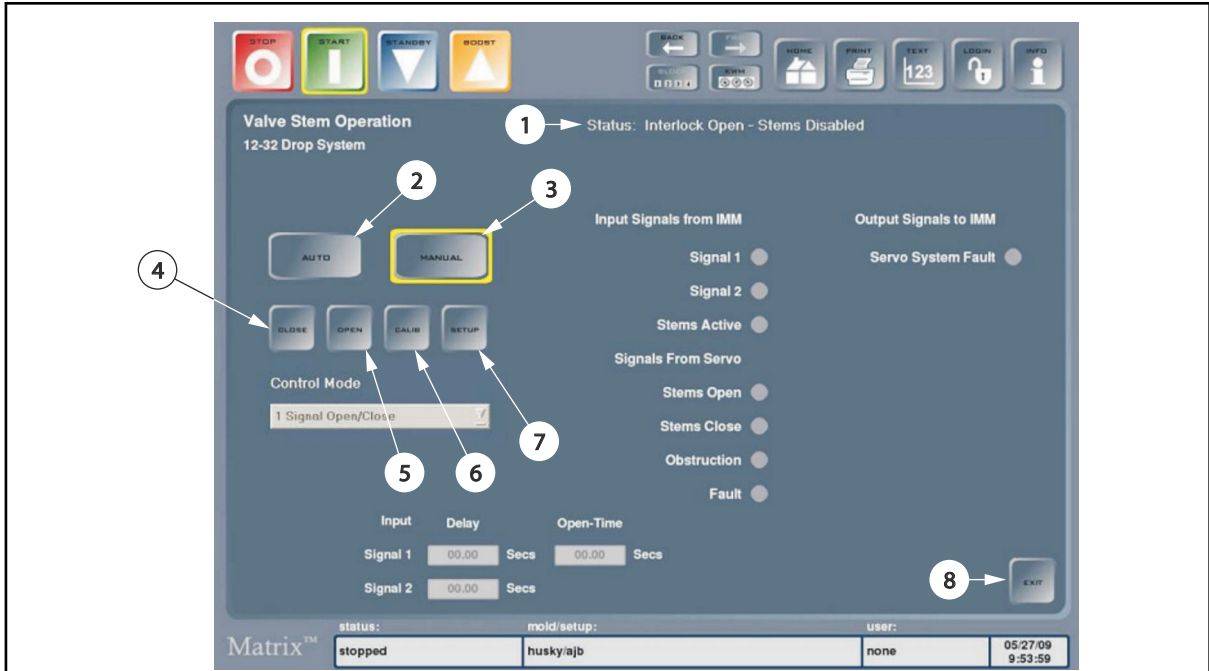 STOP
START
STANDBY
BOOST
BACK
HOME
PRINT
TEXT
123
LOGIN
INFO
KWH
Valve Stem Operation
12-32 Drop System
1
Status: Interlock Open - Stems Disabled
2
3
AUTO
MANUAL
4
CLOSE
OPEN
CALIB
SETUP
Control Mode
1 Signal Open/Close
5
6
7
Input Signals from IMM
Signal 1
Signal 2
Stems Active
Signals From Servo
Stems Open
Stems Close
Obstruction
Fault
Output Signals to IMM
Servo System Fault
Input Delay Open-Time
Signal 1 00.00 Secs 00.00 Secs
Signal 2 00.00 Secs
8
EXIT
Matrix™
status: mold/setup: user:
stopped husky/ajb none 05/27/09
9:53:59